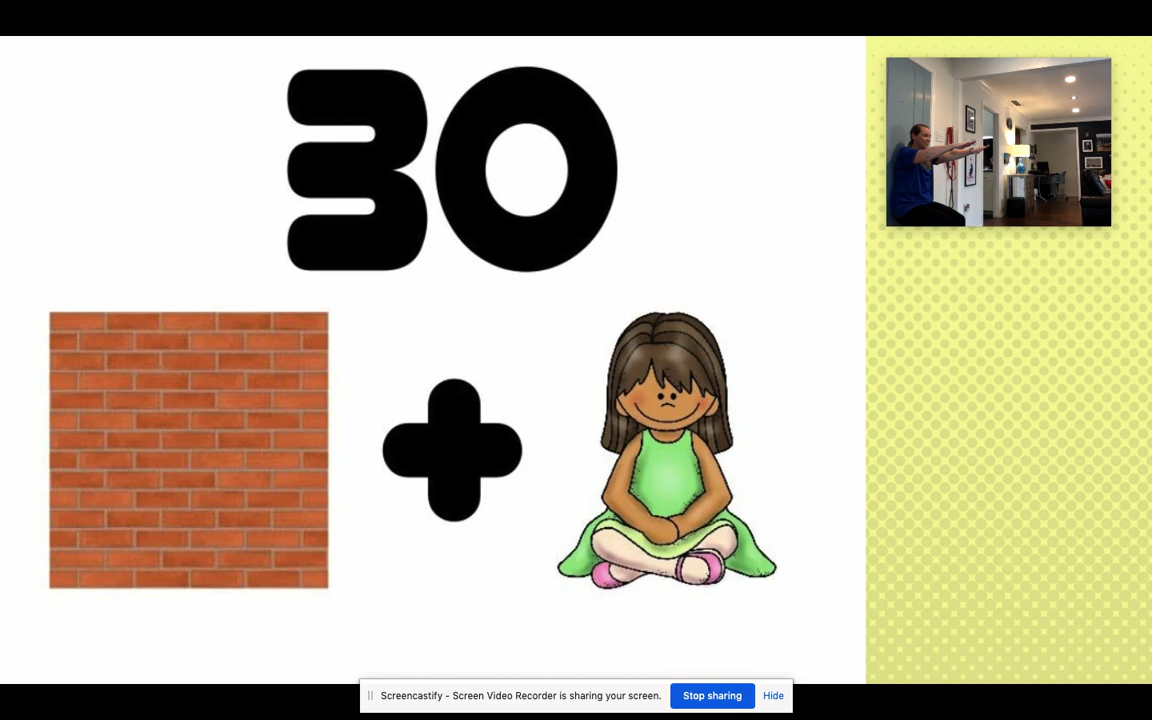 30
+
Screencastify - Screen Video Recorder is sharing your screen.
Stop sharing
Hide